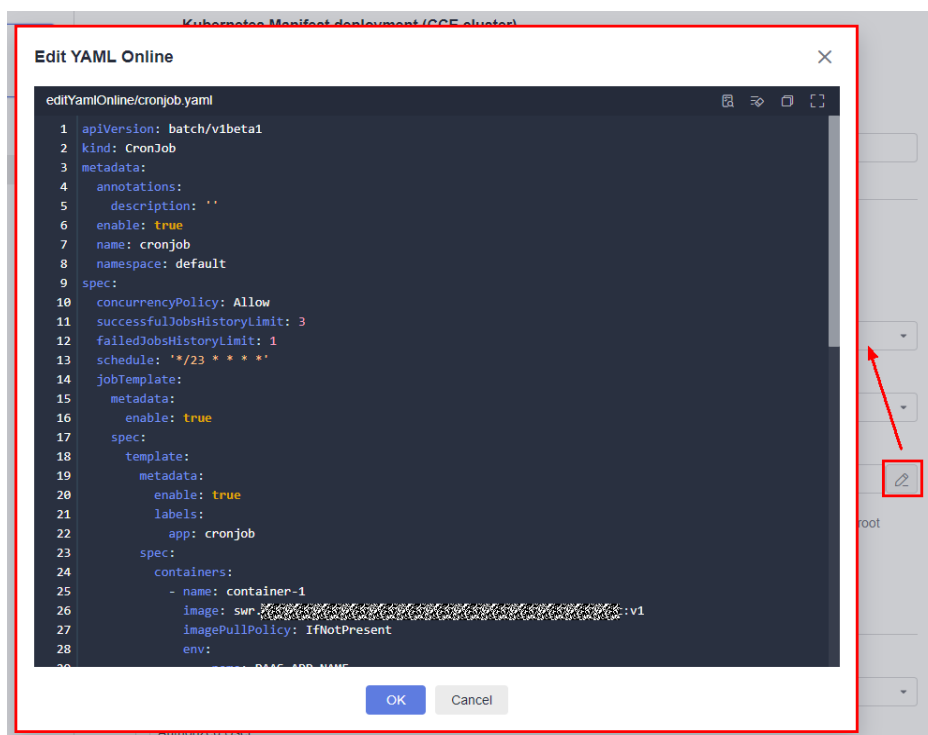 Kubernetes Manifest deployment (CCE cluster)
Edit YAML Online
editYamlOnline/cronjob.yaml
1 apiVersion: batch/v1beta1
2 kind: CronJob
3 metadata:
4   annotations:
5     description: ''
6   enable: true
7   name: cronjob
8   namespace: default
9 spec:
10   concurrencyPolicy: Allow
11   successfulJobsHistoryLimit: 3
12   failedJobsHistoryLimit: 1
13   schedule: '*/23 * * * *'
14   jobTemplate:
15     metadata:
16       enable: true
17     spec:
18       template:
19         metadata:
20           enable: true
21           labels:
22             app: cronjob
23         spec:
24           containers:
25             - name: container-1
26               image: swr. :v1
27               imagePullPolicy: IfNotPresent
28               env:
29 name: PAAS_APP_NAME
root
OK
Cancel